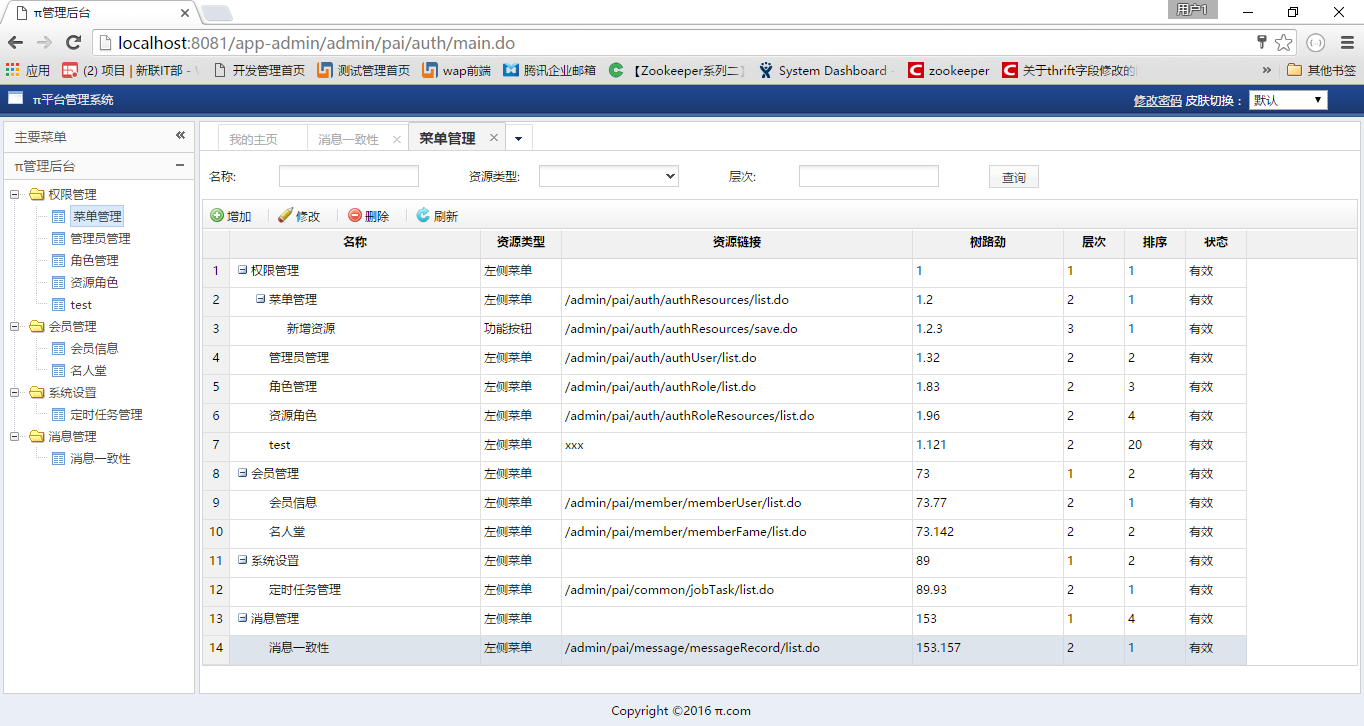 π管理后台
用户1
localhost:8081/app-admin/admin/pai/auth/main.do
应用 (2) 项目 | 新联IT部 - 开发管理首页 测试管理首页 wap前端 腾讯企业邮箱 【Zookeeper系列二】 System Dashboard zookeeper 关于thrift字段修改的 » 其他书签
π平台管理系统 修改密码 皮肤切换： 默认
主要菜单 «
π管理后台
权限管理
菜单管理
管理员管理
角色管理
资源角色
test
会员管理
会员信息
名人堂
系统设置
定时任务管理
消息管理
消息一致性
我的主页 消息一致性 菜单管理
名称: 资源类型: 层次: 查询
增加 修改 删除 刷新
名称 资源类型 资源链接 树路劲 层次 排序 状态
1 权限管理 左侧菜单 1 1 1 有效
2 菜单管理 左侧菜单 /admin/pai/auth/authResources/list.do 1.2 2 1 有效
3 新增资源 功能按钮 /admin/pai/auth/authResources/save.do 1.2.3 3 1 有效
4 管理员管理 左侧菜单 /admin/pai/auth/authUser/list.do 1.32 2 2 有效
5 角色管理 左侧菜单 /admin/pai/auth/authRole/list.do 1.83 2 3 有效
6 资源角色 左侧菜单 /admin/pai/auth/authRoleResources/list.do 1.96 2 4 有效
7 test 左侧菜单 xxx 1.121 2 20 有效
8 会员管理 左侧菜单 73 1 2 有效
9 会员信息 左侧菜单 /admin/pai/member/memberUser/list.do 73.77 2 1 有效
10 名人堂 左侧菜单 /admin/pai/member/memberFame/list.do 73.142 2 2 有效
11 系统设置 左侧菜单 89 1 2 有效
12 定时任务管理 左侧菜单 /admin/pai/common/jobTask/list.do 89.93 2 1 有效
13 消息管理 左侧菜单 153 1 4 有效
14 消息一致性 左侧菜单 /admin/pai/message/messageRecord/list.do 153.157 2 1 有效
Copyright ©2016 π.com